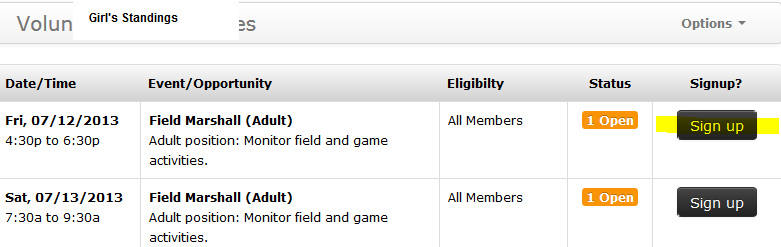 Girl's Standings
Volun es
Options
Date/Time Event/Opportunity Eligibilty Status Signup?
Fri, 07/12/2013 Field Marshall (Adult) All Members 1 Open Sign up
4:30p to 6:30p Adult position: Monitor field and game
activities.
Sat, 07/13/2013 Field Marshall (Adult) All Members 1 Open Sign up
7:30a to 9:30a Adult position: Monitor field and game
activities.